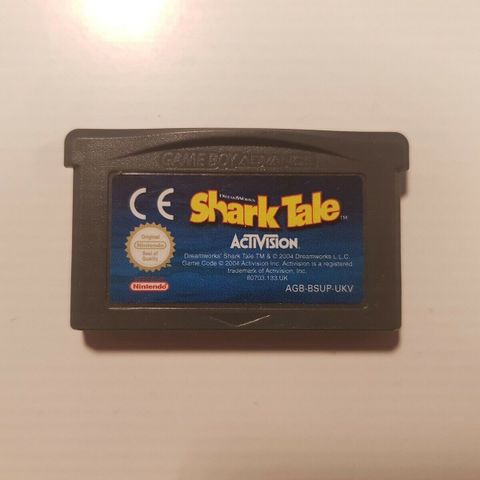 GAME BOY ADVANCE
CE
DREAMWORKS
Shark Tale™
ACTIVISION
Original
Nintendo
Seal of
Quality
Dreamworks' Shark Tale TM & © 2004 Dreamworks L.L.C.
Game Code © 2004 Activision Inc. Activision is a registered
trademark of Activision, Inc.
80703.133.UK
Nintendo
AGB-BSUP-UKV